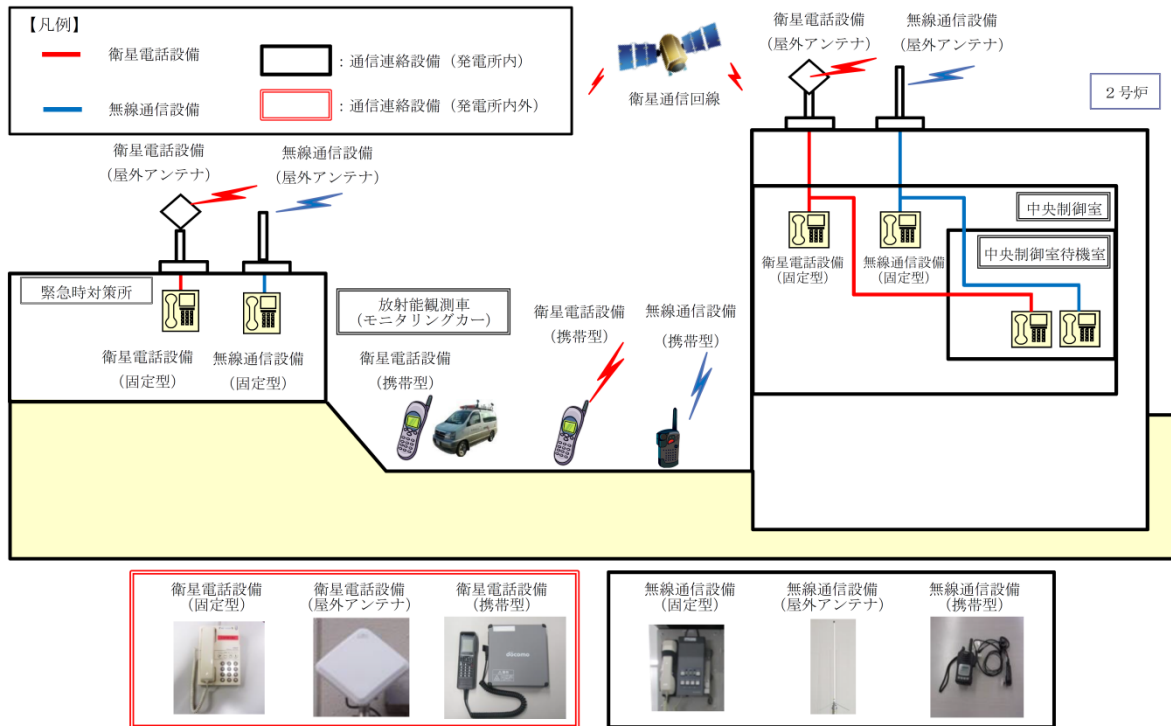 【凡例】
衛星電話設備
：通信連絡設備（発電所内）
無線通信設備
：通信連絡設備（発電所内外）
衛星通信回線
衛星電話設備
（屋外アンテナ）
無線通信設備
（屋外アンテナ）
２号炉
衛星電話設備
（屋外アンテナ）
無線通信設備
（屋外アンテナ）
中央制御室
衛星電話設備
（固定型）
無線通信設備
（固定型）
中央制御室待機室
緊急時対策所
衛星電話設備
（固定型）
無線通信設備
（固定型）
放射能観測車
（モニタリングカー）
衛星電話設備
（携帯型）
衛星電話設備
（携帯型）
無線通信設備
（携帯型）
衛星電話設備
（固定型）
衛星電話設備
（屋外アンテナ）
衛星電話設備
（携帯型）
döcomo
無線通信設備
（固定型）
無線通信設備
（屋外アンテナ）
無線通信設備
（携帯型）